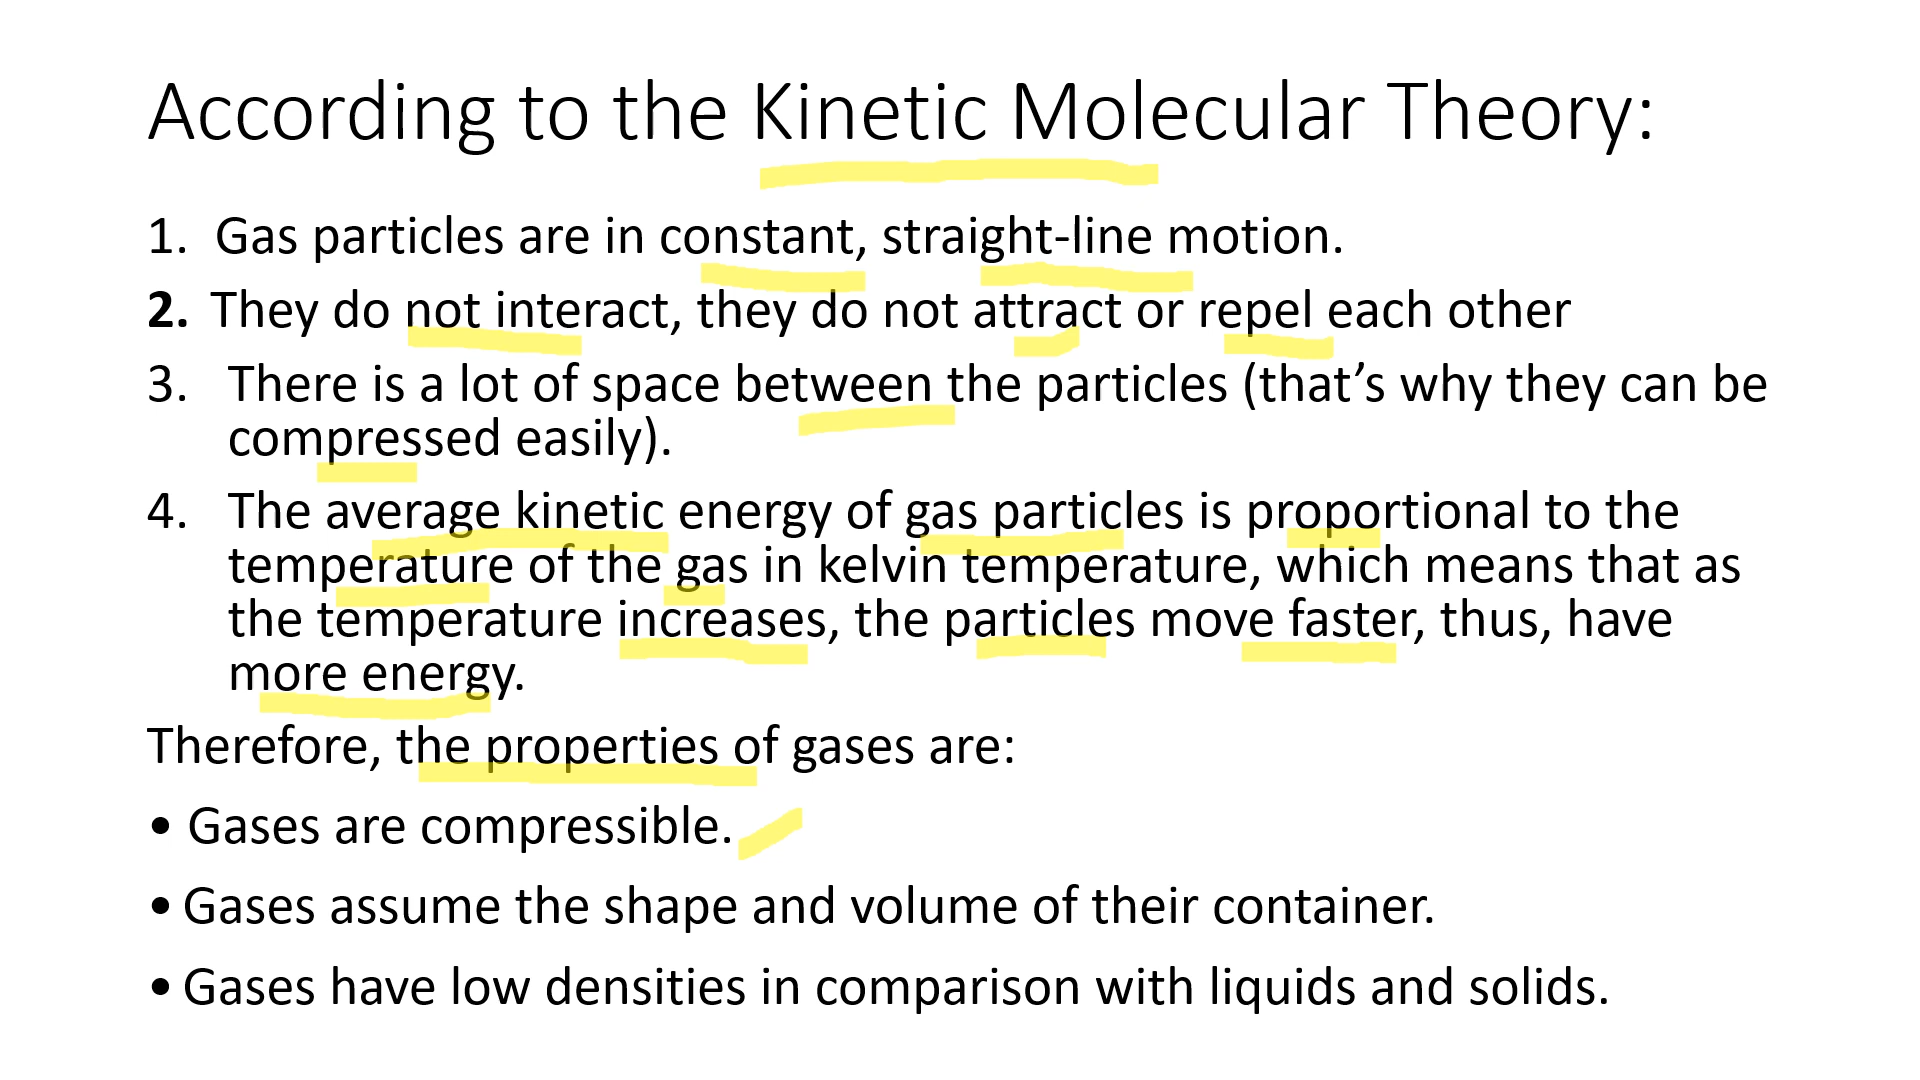 According to the Kinetic Molecular Theory:
1. Gas particles are in constant, straight-line motion.
2. They do not interact, they do not attract or repel each other
3. There is a lot of space between the particles (that’s why they can be
compressed easily).
4. The average kinetic energy of gas particles is proportional to the
temperature of the gas in kelvin temperature, which means that as
the temperature increases, the particles move faster, thus, have
more energy.
Therefore, the properties of gases are:
• Gases are compressible.
• Gases assume the shape and volume of their container.
• Gases have low densities in comparison with liquids and solids.